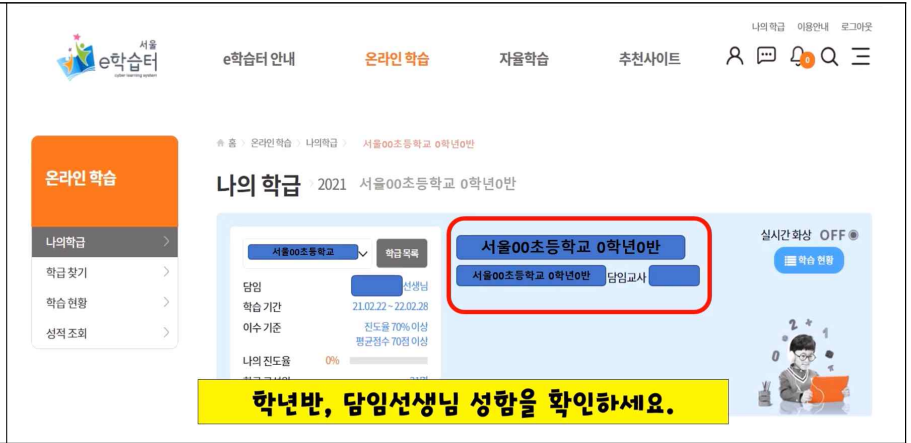 나의학급 이용안내 로그아웃
서울
e학습터
cyber learning system
e학습터 안내 온라인 학습 자율학습 추천사이트
0
홈 > 온라인 학습 > 나의학급 > 서울00초등학교 0학년0반
온라인 학습
나의 학급 2021 서울00초등학교 0학년0반
나의학급
학급 찾기
학습 현황
성적 조회
서울00초등학교 학급 목록
담임 선생님
학습 기간 21.02.22 ~ 22.02.28
이수 기준 진도율 70% 이상
평균점수 70점 이상
나의 진도율 0%
서울00초등학교 0학년0반
서울00초등학교 0학년0반 담임교사
실시간 화상 OFF
학습 현황
학년반, 담임선생님 성함을 확인하세요.